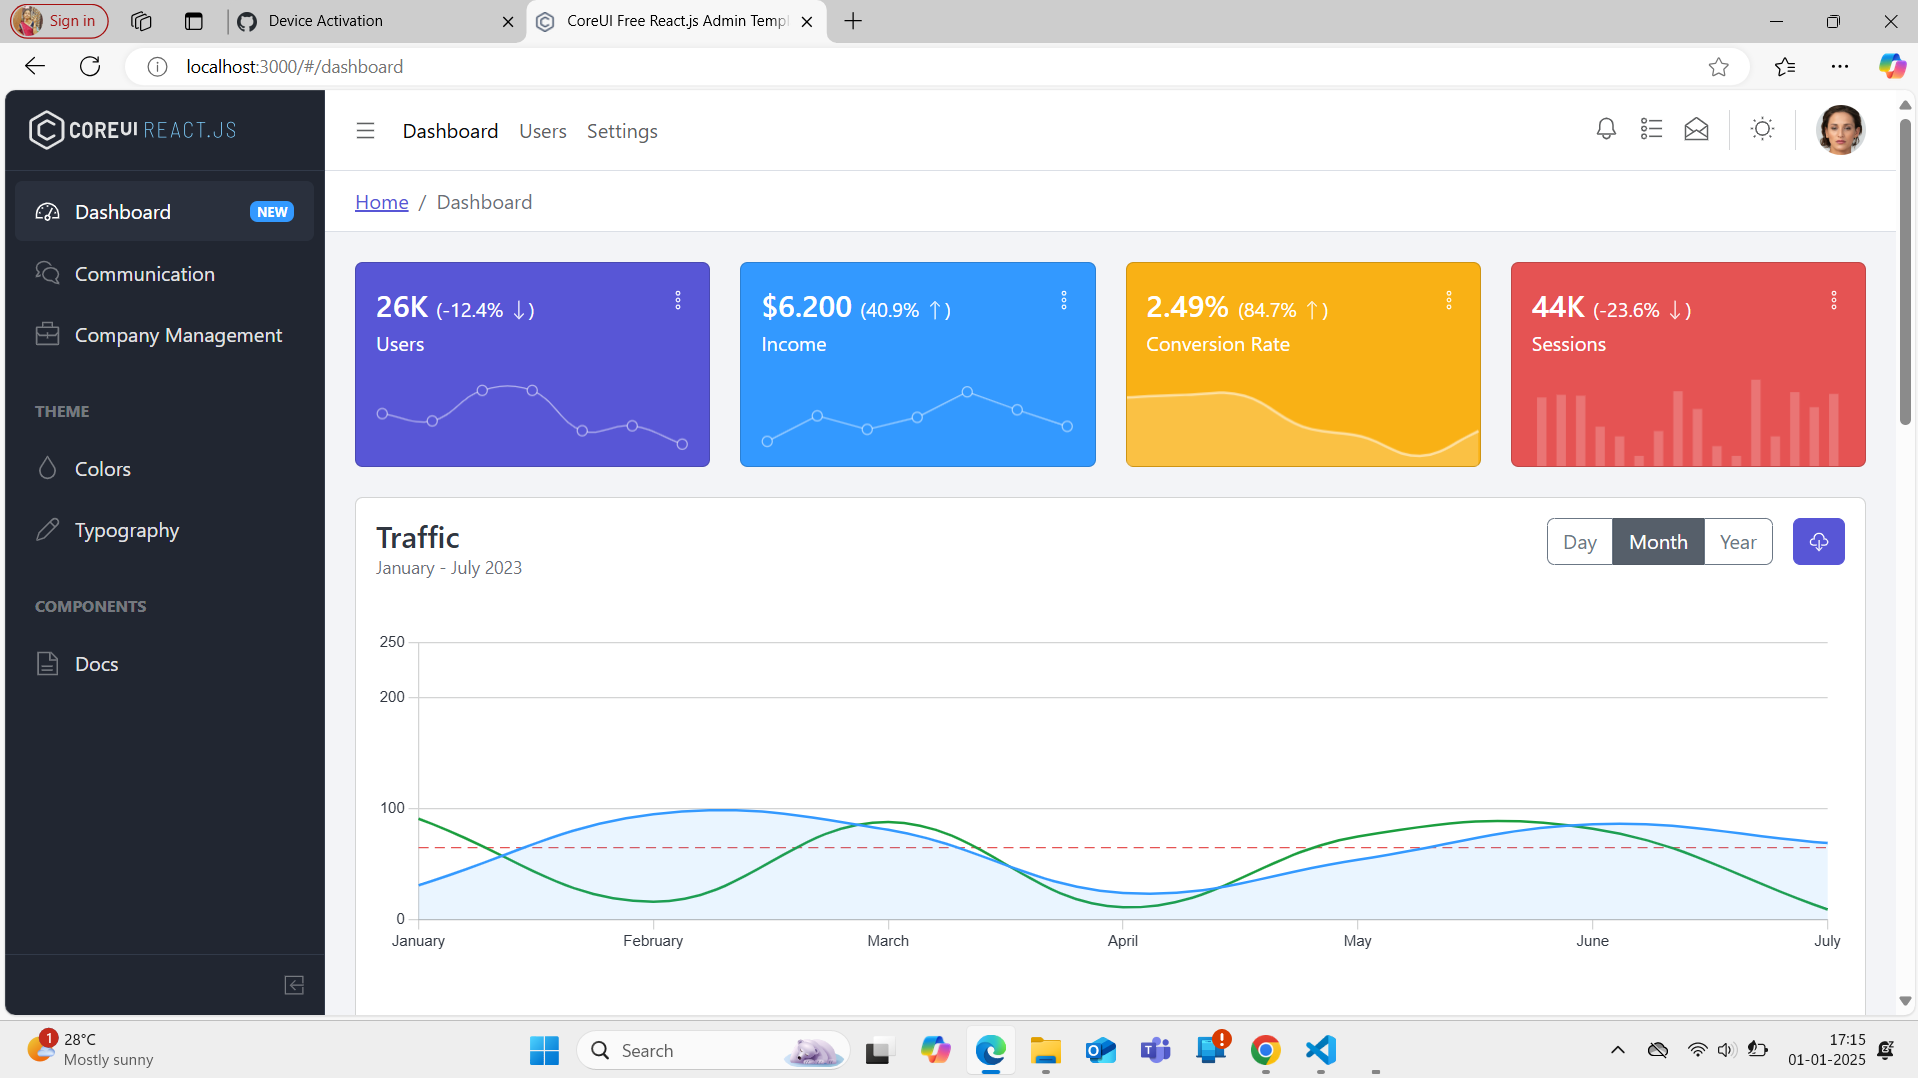 Sign in
Device Activation
CoreUI Free React.js Admin Templ
localhost:3000/#/dashboard
COREUI REACT.JS
Dashboard NEW
Communication
Company Management
THEME
Colors
Typography
COMPONENTS
Docs
Dashboard Users Settings
Home / Dashboard
26K (-12.4% ↓)
Users
$6.200 (40.9% ↑)
Income
2.49% (84.7% ↑)
Conversion Rate
44K (-23.6% ↓)
Sessions
Traffic
January - July 2023
Day Month Year
250
200
100
0
January February March April May June July
1
28°C
Mostly sunny
Search
17:15
01-01-2025